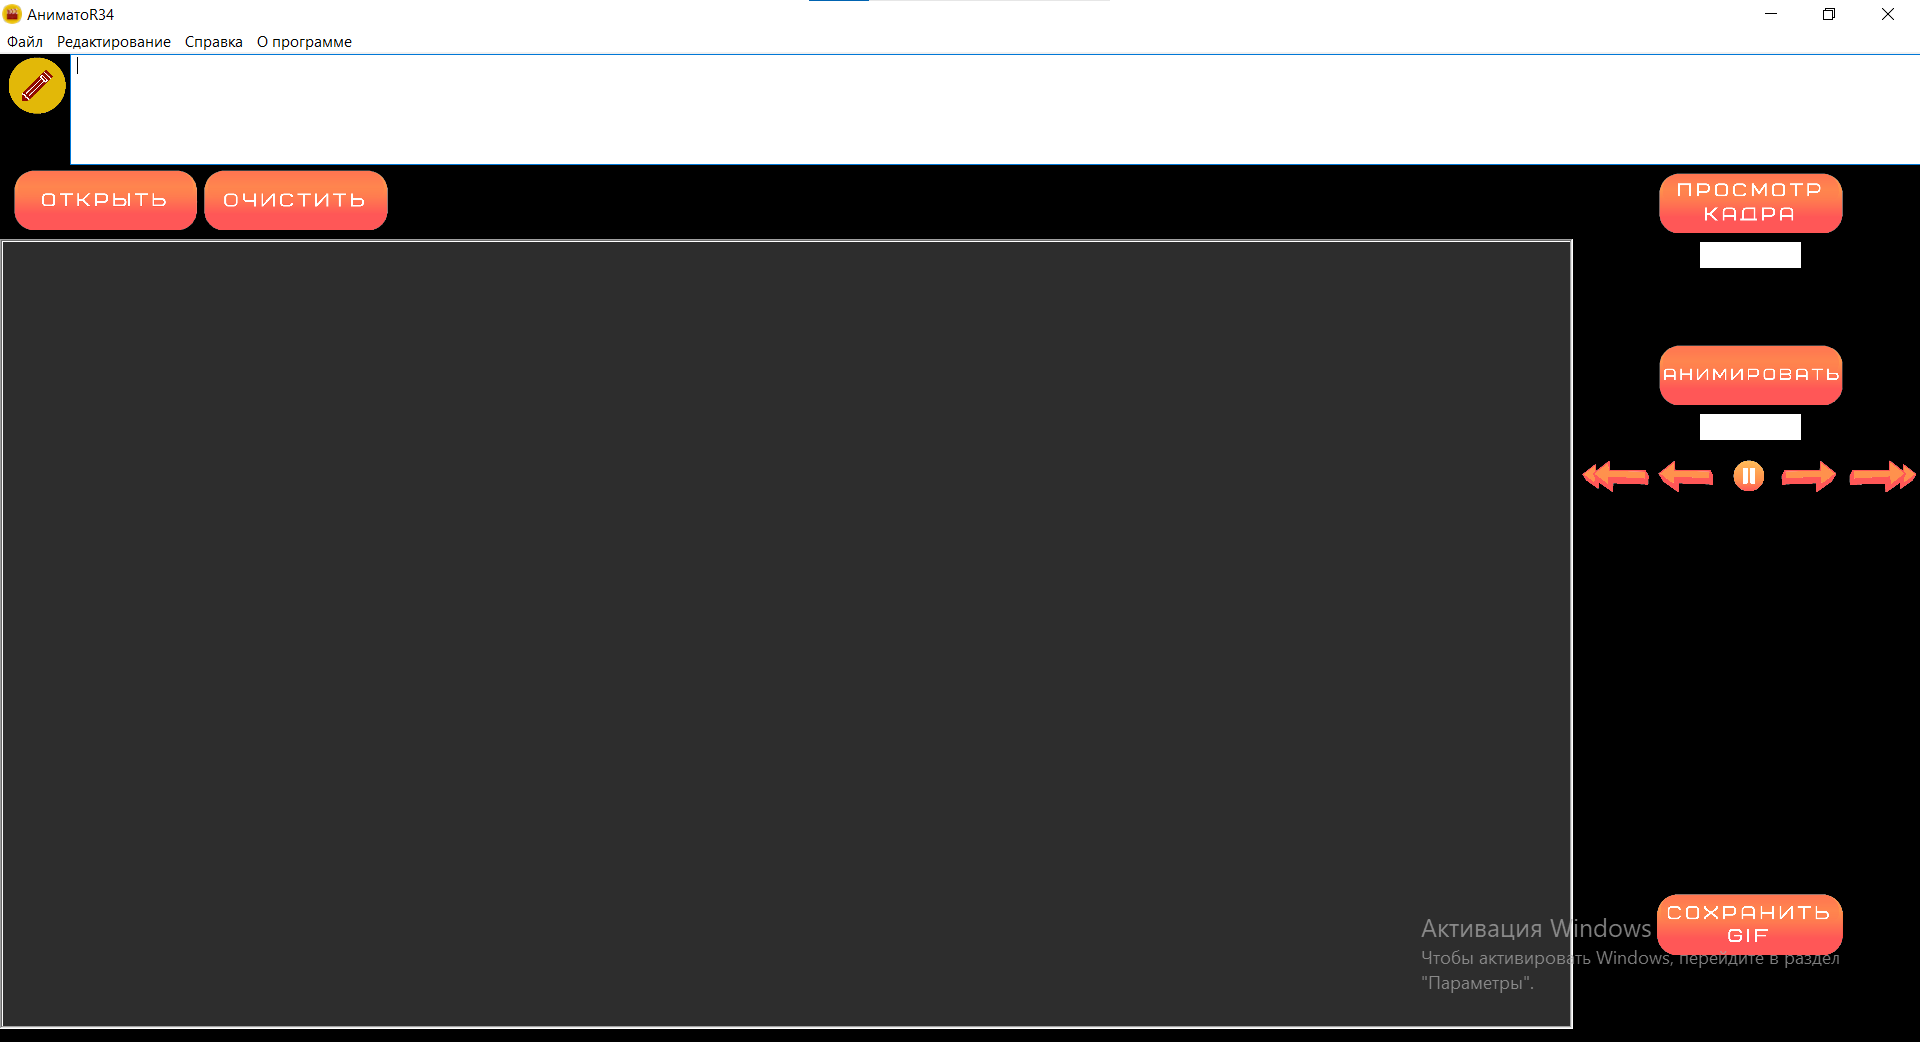 АниматоR34
Файл Редактирование Справка О программе
ОТКРЫТЬ
ОЧИСТИТЬ
ПРОСМОТР
КАДРА
АНИМИРОВАТЬ
СОХРАНИТЬ
GIF
Активация Windows
Чтобы активировать Windows, перейдите в раздел
"Параметры".